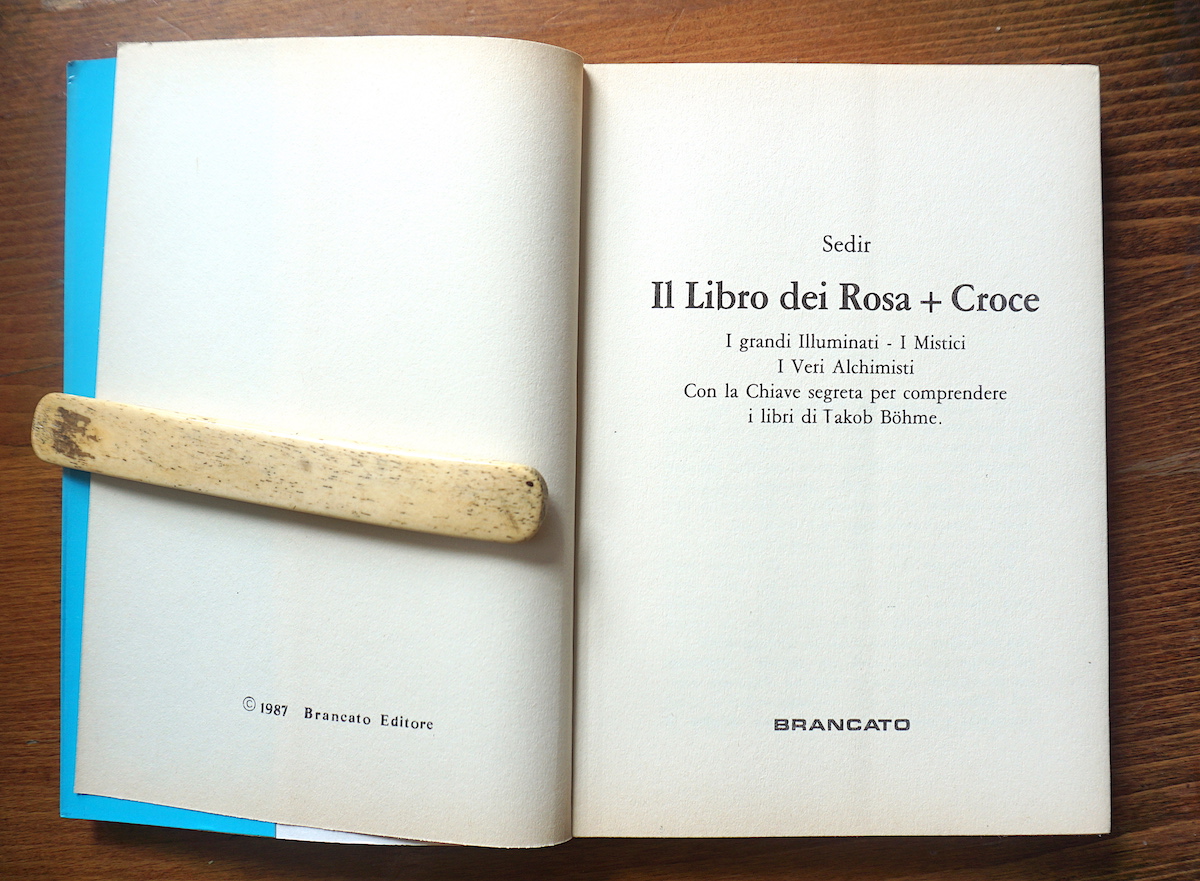 © 1987 Brancato Editore
Sedir
Il Libro dei Rosa + Croce
I grandi Illuminati - I Mistici
I Veri Alchimisti
Con la Chiave segreta per comprendere
i libri di Takob Böhme.
BRANCATO